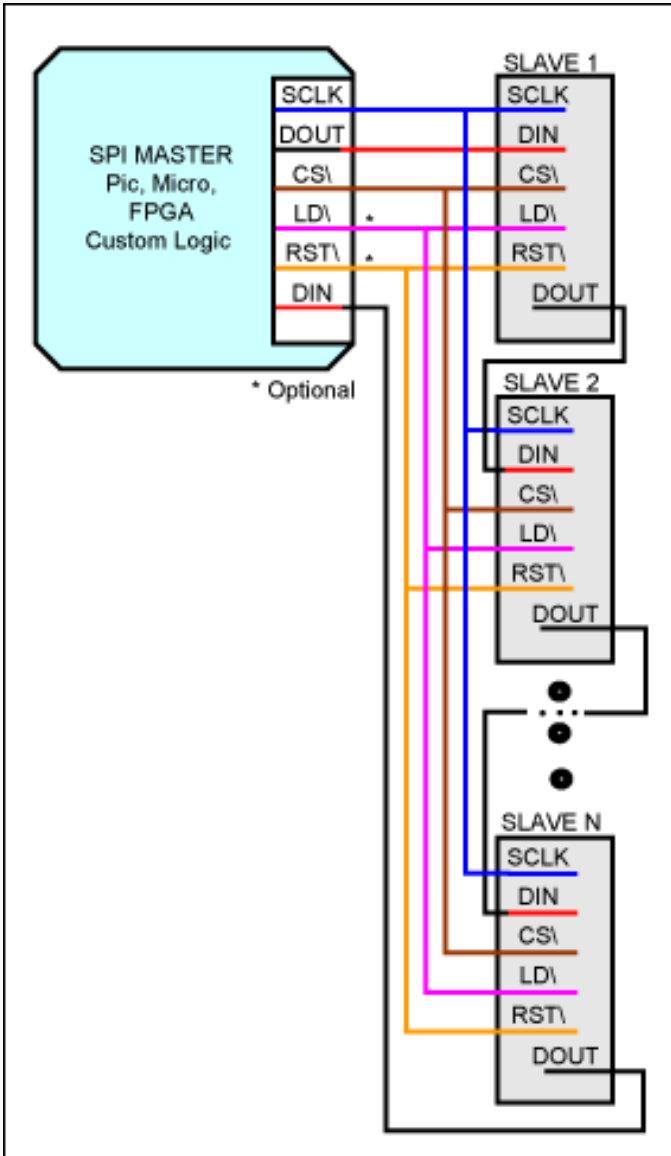 SPI MASTER
Pic, Micro,
FPGA
Custom Logic
SCLK
DOUT
CS\
LD\ *
RST\ *
DIN
* Optional
SLAVE 1
SCLK
DIN
CS\
LD\
RST\
DOUT
SLAVE 2
SCLK
DIN
CS\
LD\
RST\
DOUT
SLAVE N
SCLK
DIN
CS\
LD\
RST\
DOUT